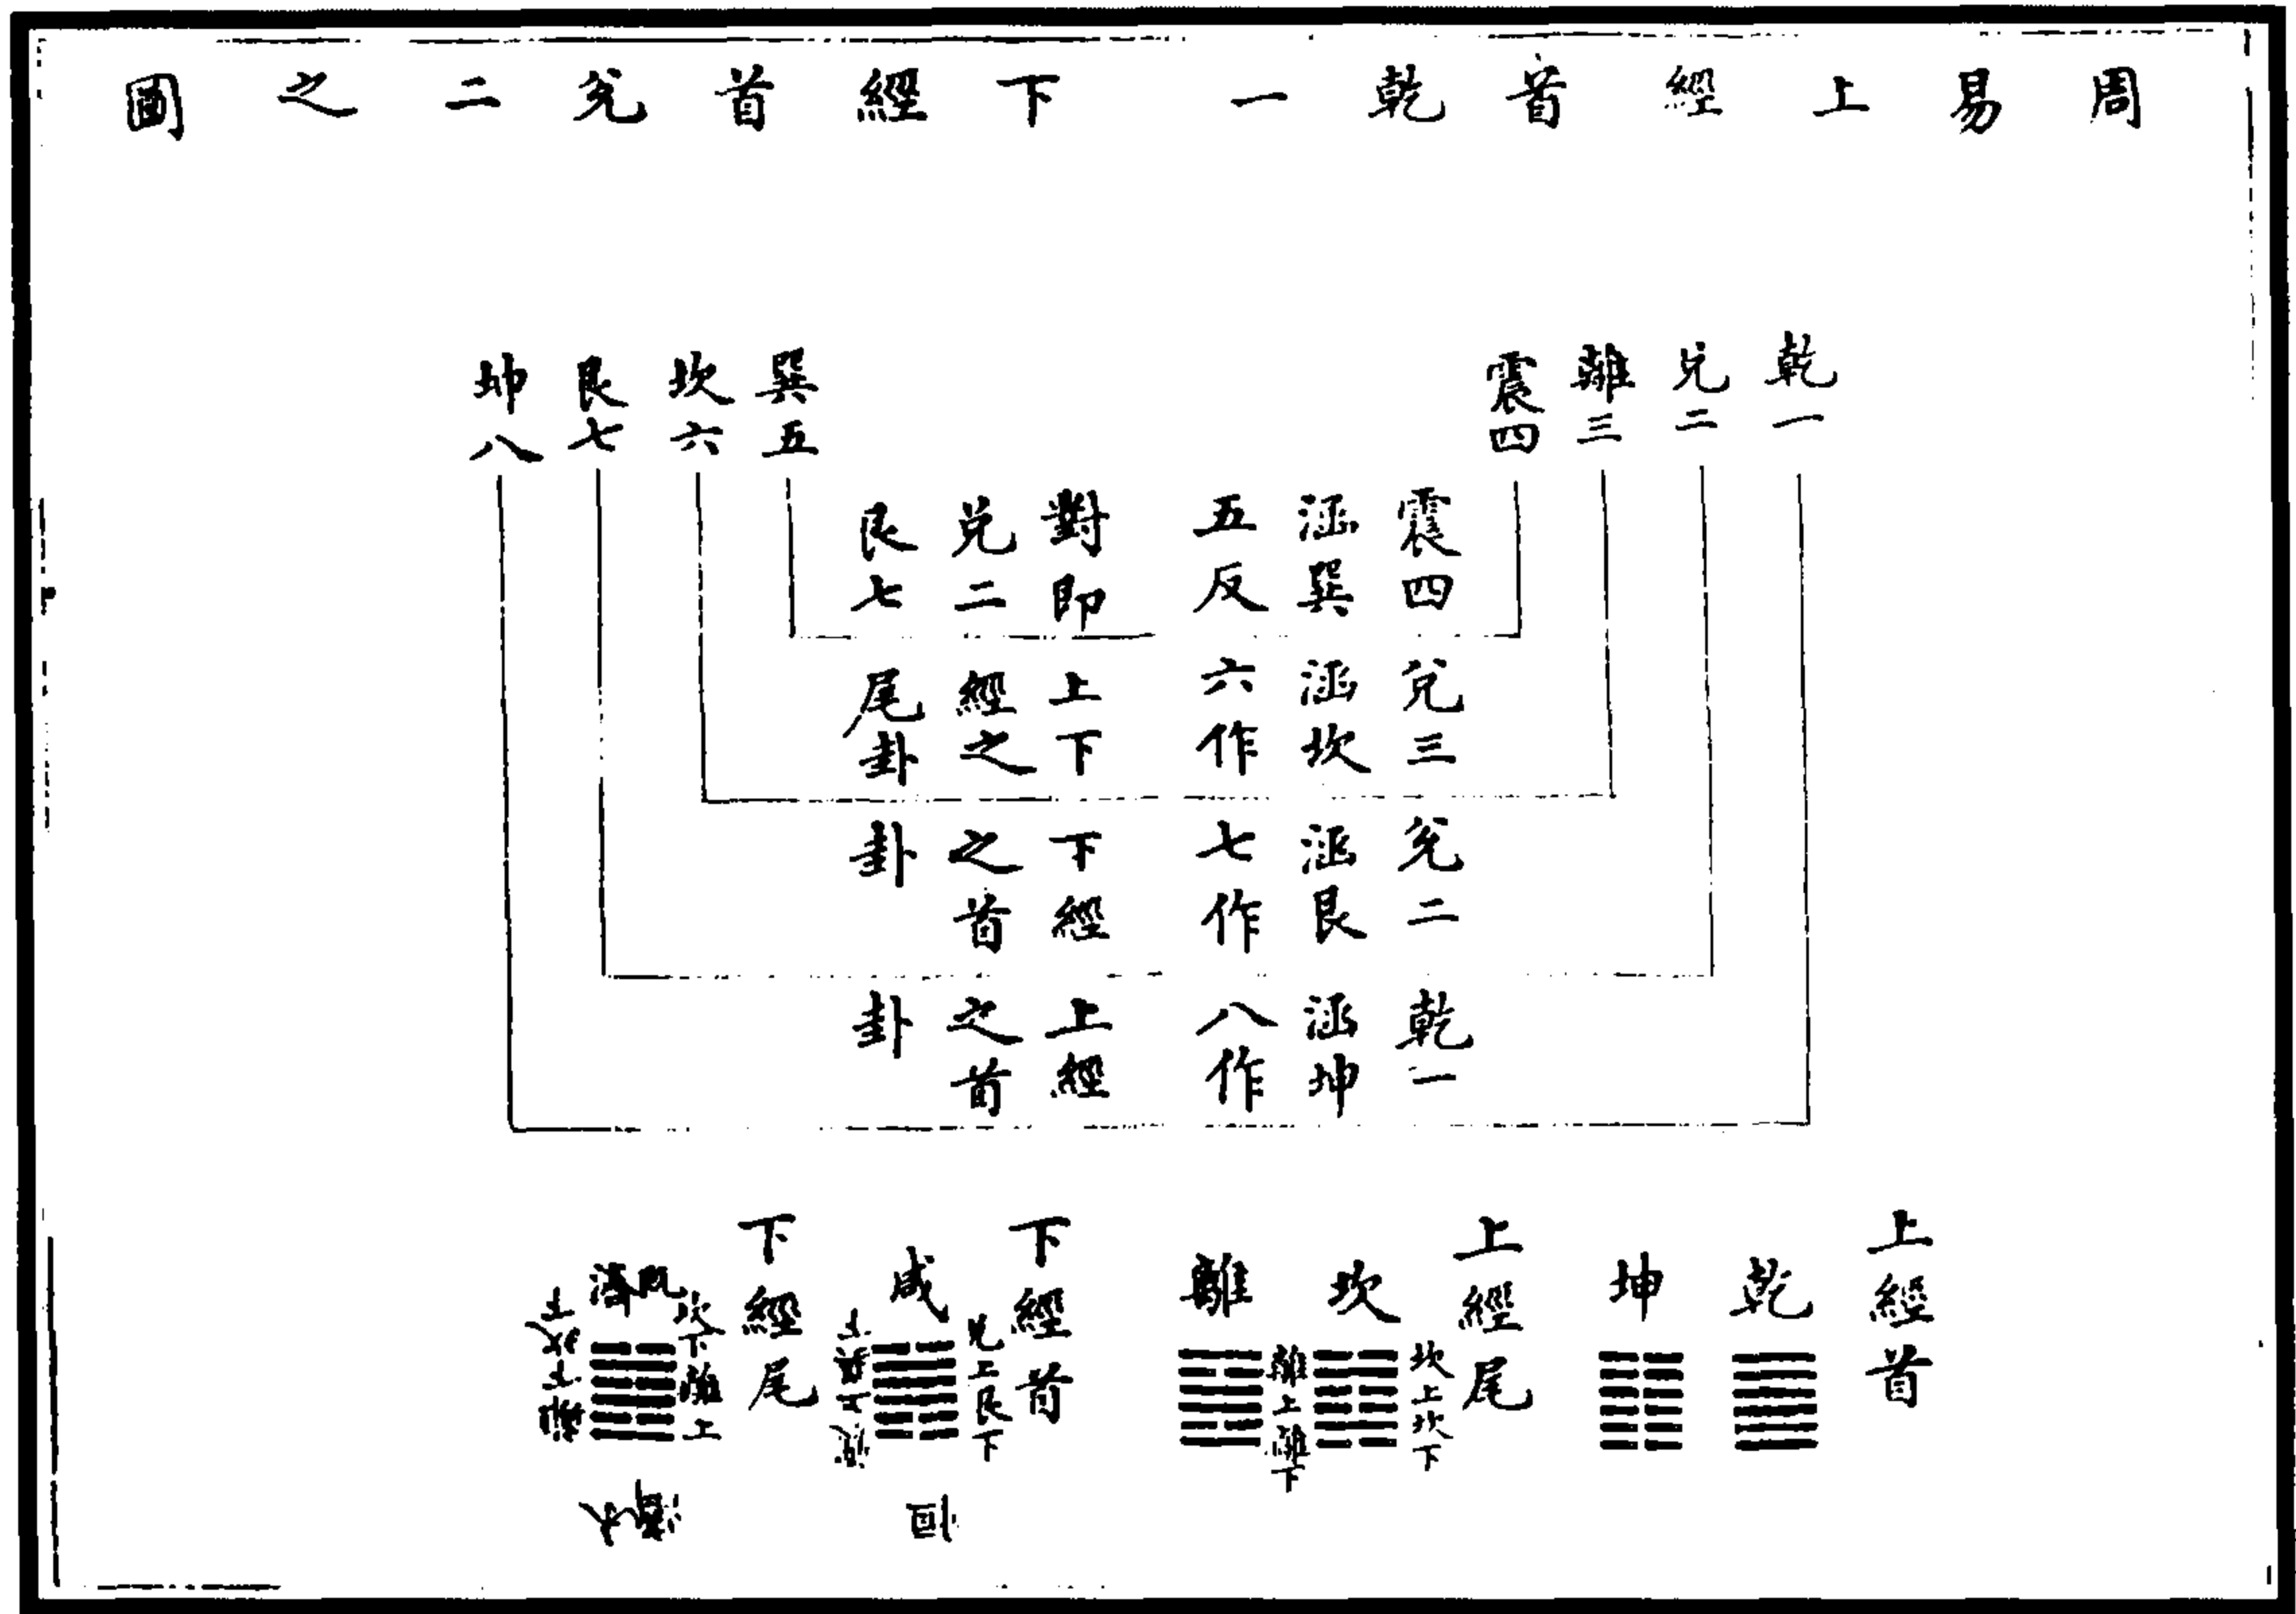 周易上經首乾一下經首兌二之圖
乾一
兌二
離三
震四
巽五
坎六
艮七
坤八
震四
涵巽
五反
對即
兌二
艮七
兌三
涵坎
六作
上下
經之
尾卦
兌二
涵艮
七作
下經
之首
卦
乾一
涵坤
八作
上經
之首
卦
上經首
乾
坤
上經尾
坎
坎上坎下
離
離上離下
下經首
咸
兌上艮下
恒
下經尾
既濟
坎下離上
未濟